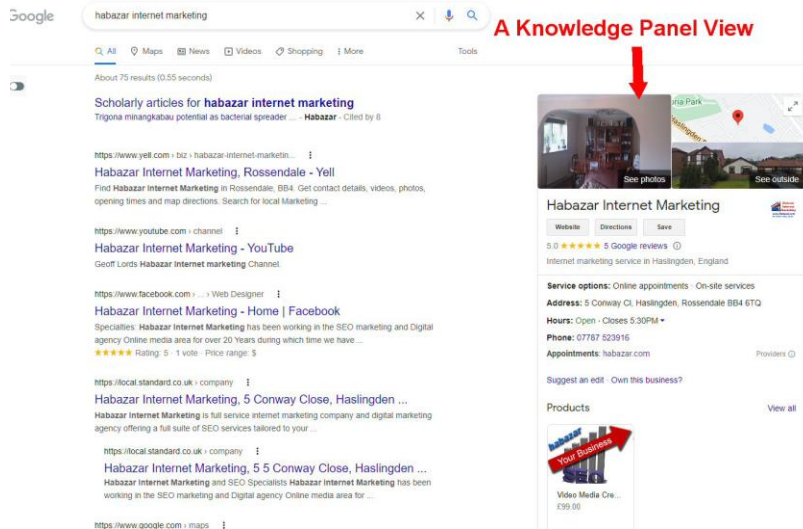 Google
habazar internet marketing
A Knowledge Panel View
All Maps News Videos Shopping More Tools
About 75 results (0.55 seconds)
Scholarly articles for habazar internet marketing
Trigona minangkabau potential as bacterial spreader ... - Habazar - Cited by 8
https://www.yell.com › biz › habazar-internet-marketin...
Habazar Internet Marketing, Rossendale - Yell
Find Habazar Internet Marketing in Rossendale, BB4. Get contact details, videos, photos,
opening times and map directions. Search for local Marketing ...
https://www.youtube.com › channel
Habazar Internet Marketing - YouTube
Geoff Lords Habazar Internet marketing Channel.
https://www.facebook.com › ... › Web Designer
Habazar Internet Marketing - Home | Facebook
Specialties: Habazar Internet Marketing has been working in the SEO marketing and Digital
agency Online media area for over 20 Years during which time we have ...
★★★★★ Rating: 5 · 1 vote · Price range: $
https://local.standard.co.uk › company
Habazar Internet Marketing, 5 Conway Close, Haslingden ...
Habazar Internet Marketing is full service internet marketing company and digital marketing
agency offering a full suite of SEO services tailored to your ...
https://local.standard.co.uk › company
Habazar Internet Marketing, 5 5 Conway Close, Haslingden ...
Habazar Internet Marketing and SEO Specialists Habazar Internet Marketing has been
working in the SEO marketing and Digital agency Online media area for ...
https://www.google.com › maps
oria Park
Haslingden
See photos
See outside
Habazar Internet Marketing
Website Directions Save
5.0 ★★★★★ 5 Google reviews
Internet marketing service in Haslingden, England
Service options: Online appointments · On-site services
Address: 5 Conway Cl, Haslingden, Rossendale BB4 6TQ
Hours: Open · Closes 5:30PM
Phone: 07787 523916
Appointments: habazar.com Providers
Suggest an edit · Own this business?
Products View all
habazar
Your Business
SEO
Video Media Cre...
£99.00